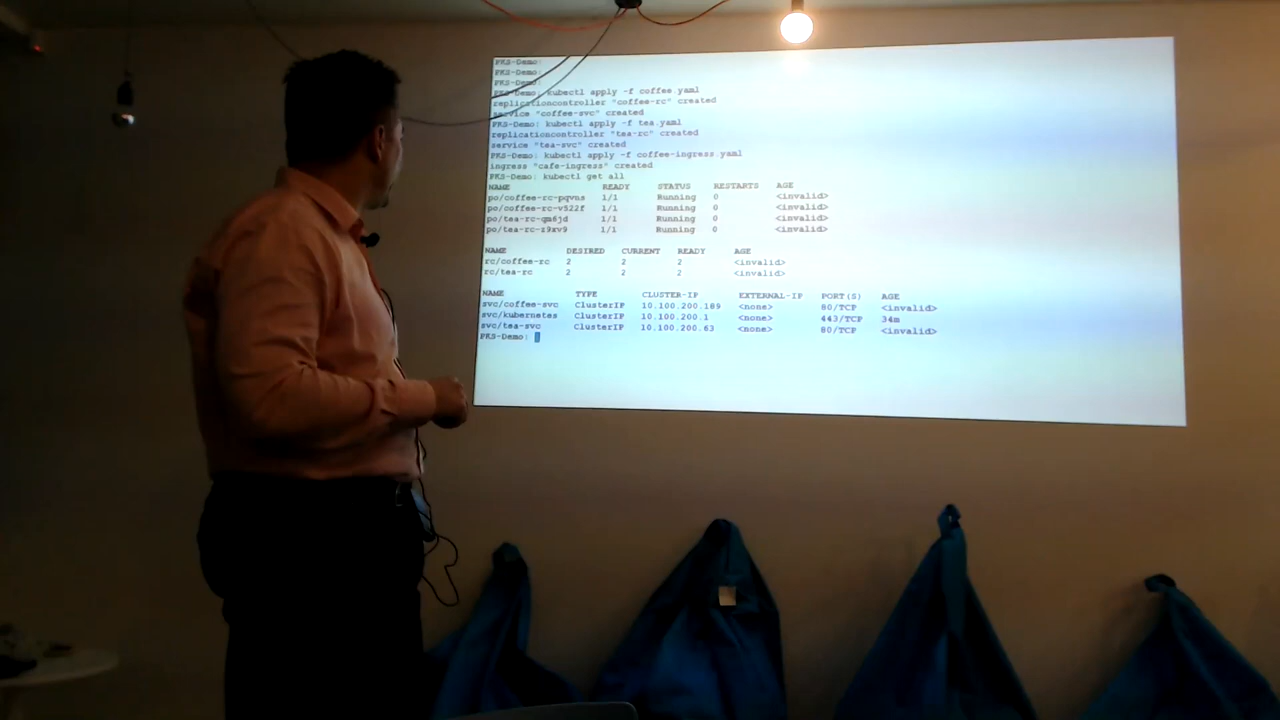 PKS-Demo:
PKS-Demo:
PKS-Demo:
PKS-Demo: kubectl apply -f coffee.yaml
replicationcontroller "coffee-rc" created
service "coffee-svc" created
PKS-Demo: kubectl apply -f tea.yaml
replicationcontroller "tea-rc" created
service "tea-svc" created
PKS-Demo: kubectl apply -f coffee-ingress.yaml
ingress "cafe-ingress" created
PKS-Demo: kubectl get all
NAME READY STATUS RESTARTS AGE
po/coffee-rc-pqvns 1/1 Running 0 <invalid>
po/coffee-rc-v522f 1/1 Running 0 <invalid>
po/tea-rc-qm6jd 1/1 Running 0 <invalid>
po/tea-rc-z9xv9 1/1 Running 0 <invalid>
NAME DESIRED CURRENT READY AGE
rc/coffee-rc 2 2 2 <invalid>
rc/tea-rc 2 2 2 <invalid>
NAME TYPE CLUSTER-IP EXTERNAL-IP PORT(S) AGE
svc/coffee-svc ClusterIP 10.100.200.189 <none> 80/TCP <invalid>
svc/kubernetes ClusterIP 10.100.200.1 <none> 443/TCP 34m
svc/tea-svc ClusterIP 10.100.200.63 <none> 80/TCP <invalid>
PKS-Demo: